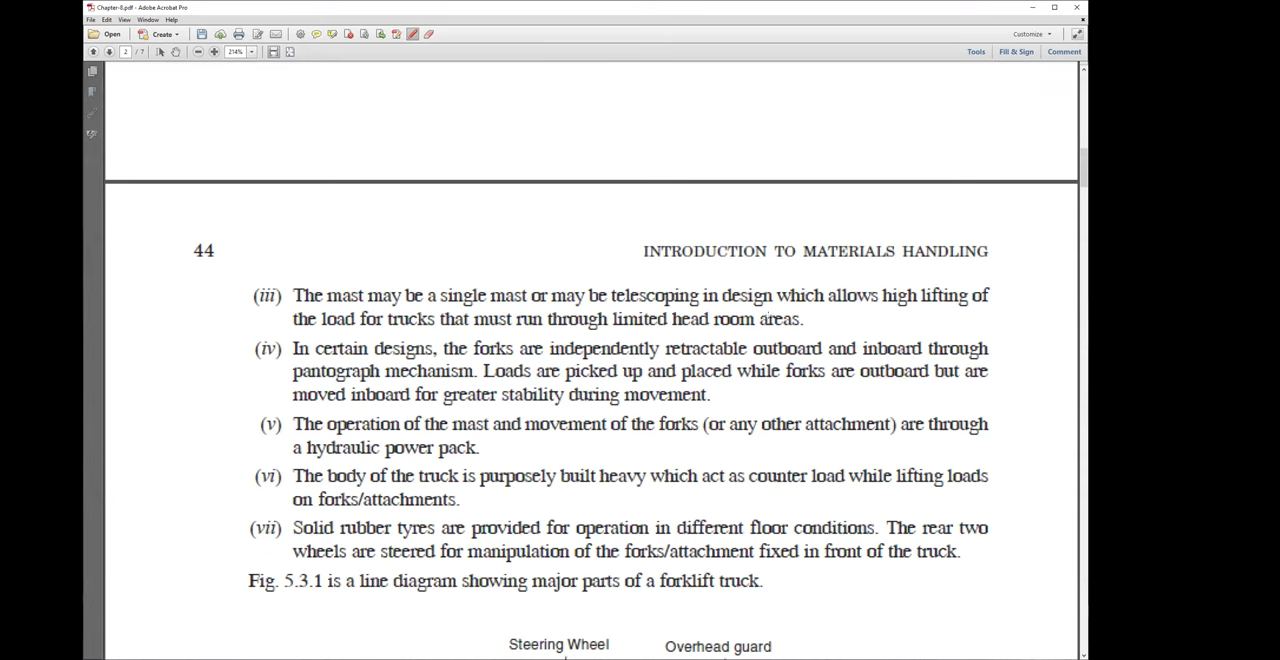 Chapter-8.pdf - Adobe Acrobat Pro
File Edit View Window Help
Open Create Customize
2 / 7 214% Tools Fill & Sign Comment
44 INTRODUCTION TO MATERIALS HANDLING
(iii) The mast may be a single mast or may be telescoping in design which allows high lifting of
the load for trucks that must run through limited head room areas.
(iv) In certain designs, the forks are independently retractable outboard and inboard through
pantograph mechanism. Loads are picked up and placed while forks are outboard but are
moved inboard for greater stability during movement.
(v) The operation of the mast and movement of the forks (or any other attachment) are through
a hydraulic power pack.
(vi) The body of the truck is purposely built heavy which act as counter load while lifting loads
on forks/attachments.
(vii) Solid rubber tyres are provided for operation in different floor conditions. The rear two
wheels are steered for manipulation of the forks/attachment fixed in front of the truck.
Fig. 5.3.1 is a line diagram showing major parts of a forklift truck.
Steering Wheel Overhead guard